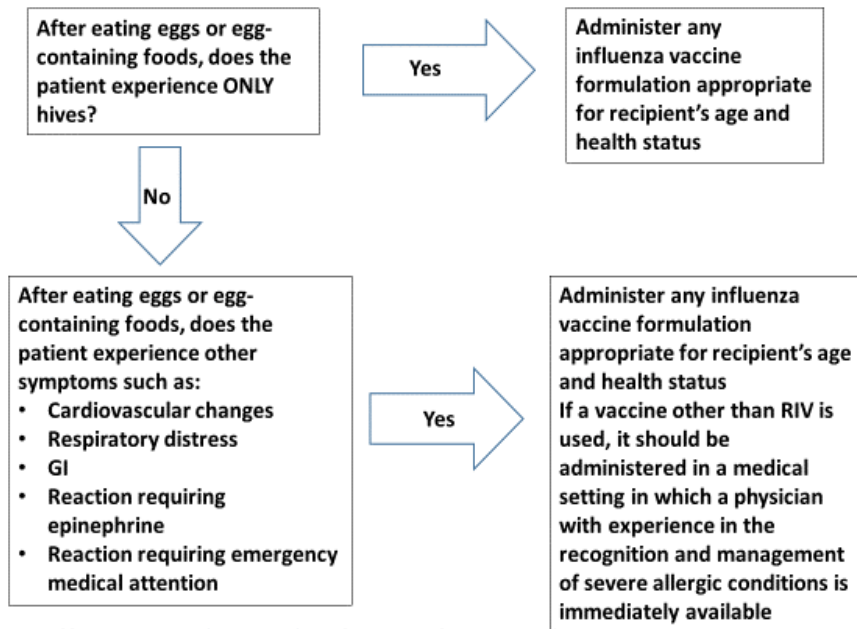 After eating eggs or egg-
containing foods, does the
patient experience ONLY
hives?
Yes
Administer any
influenza vaccine
formulation appropriate
for recipient's age and
health status
No
After eating eggs or egg-
containing foods, does the
patient experience other
symptoms such as:
• Cardiovascular changes
• Respiratory distress
• GI
• Reaction requiring
epinephrine
• Reaction requiring emergency
medical attention
Yes
Administer any influenza
vaccine formulation
appropriate for recipient's age
and health status
If a vaccine other than RIV is
used, it should be
administered in a medical
setting in which a physician
with experience in the
recognition and management
of severe allergic conditions is
immediately available